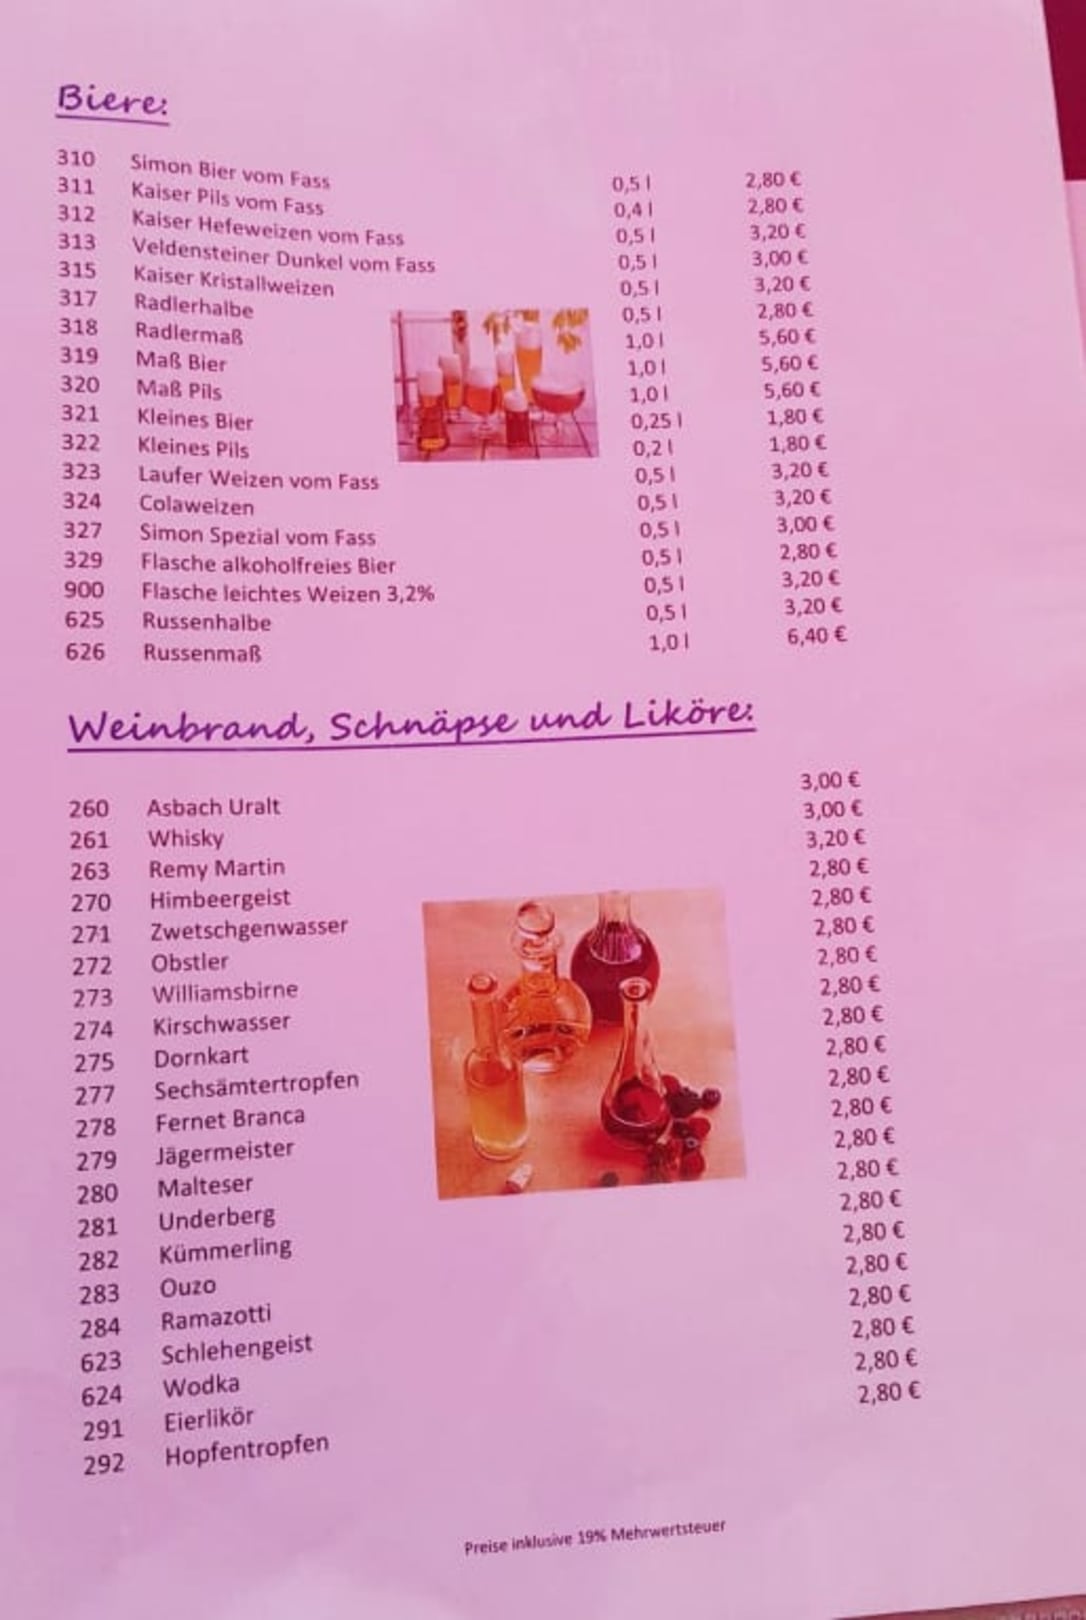 Biere:
310 Simon Bier vom Fass 0,5 l 2,80 €
311 Kaiser Pils vom Fass 0,4 l 2,80 €
312 Kaiser Hefeweizen vom Fass 0,5 l 3,20 €
313 Veldensteiner Dunkel vom Fass 0,5 l 3,00 €
315 Kaiser Kristallweizen 0,5 l 3,20 €
317 Radlerhalbe 0,5 l 2,80 €
318 Radlermaß 1,0 l 5,60 €
319 Maß Bier 1,0 l 5,60 €
320 Maß Pils 1,0 l 5,60 €
321 Kleines Bier 0,25 l 1,80 €
322 Kleines Pils 0,2 l 1,80 €
323 Laufer Weizen vom Fass 0,5 l 3,20 €
324 Colaweizen 0,5 l 3,20 €
327 Simon Spezial vom Fass 0,5 l 3,00 €
329 Flasche alkoholfreies Bier 0,5 l 2,80 €
900 Flasche leichtes Weizen 3,2% 0,5 l 3,20 €
625 Russenhalbe 0,5 l 3,20 €
626 Russenmaß 1,0 l 6,40 €
Weinbrand, Schnäpse und Liköre:
260 Asbach Uralt 3,00 €
261 Whisky 3,00 €
263 Remy Martin 3,20 €
270 Himbeergeist 2,80 €
271 Zwetschgenwasser 2,80 €
272 Obstler 2,80 €
273 Williamsbirne 2,80 €
274 Kirschwasser 2,80 €
275 Dornkart 2,80 €
277 Sechsämtertropfen 2,80 €
278 Fernet Branca 2,80 €
279 Jägermeister 2,80 €
280 Malteser 2,80 €
281 Underberg 2,80 €
282 Kümmerling 2,80 €
283 Ouzo 2,80 €
284 Ramazotti 2,80 €
623 Schlehengeist 2,80 €
624 Wodka 2,80 €
291 Eierlikör 2,80 €
292 Hopfentropfen 2,80 €
Preise inklusive 19% Mehrwertsteuer